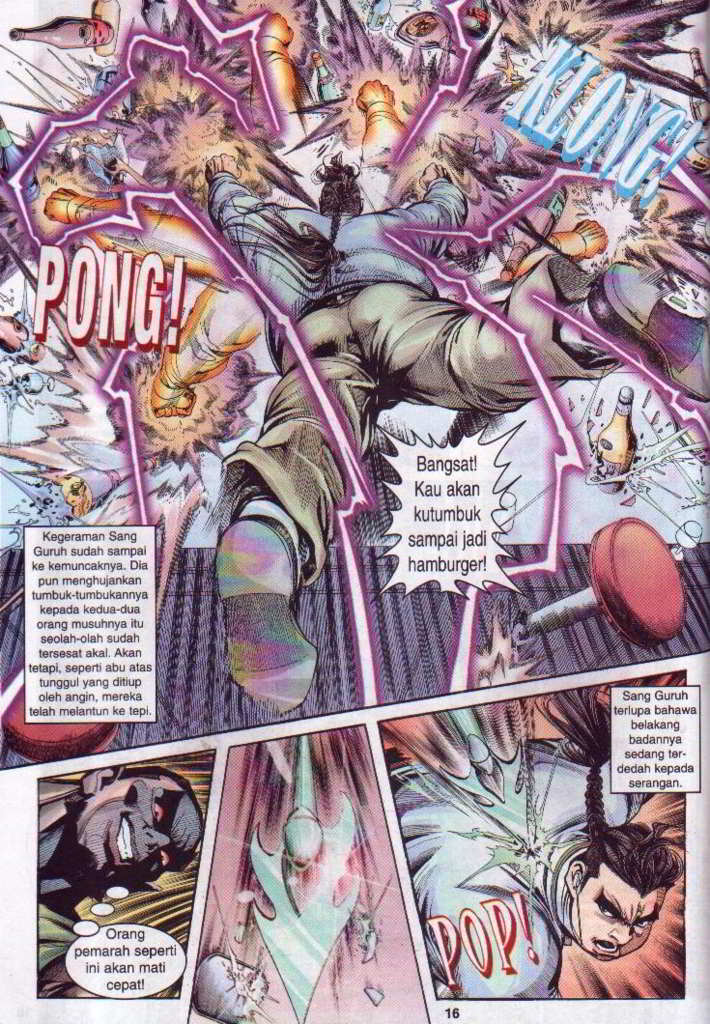 KLONG!
PONG!
Bangsat!
Kau akan
kutumbuk
sampai jadi
hamburger!
Kegeraman Sang
Guruh sudah sampai
ke kemuncaknya. Dia
pun menghujankan
tumbuk-tumbukannya
kepada kedua-dua
orang musuhnya itu
seolah-olah sudah
tersesat akal. Akan
tetapi, seperti abu atas
tunggul yang ditiup
oleh angin, mereka
telah melantun ke tepi.
Orang
pemarah seperti
ini akan mati
cepat!
Sang Guruh
terlupa bahawa
belakang
badannya
sedang ter-
dedah kepada
serangan.
POP!
16